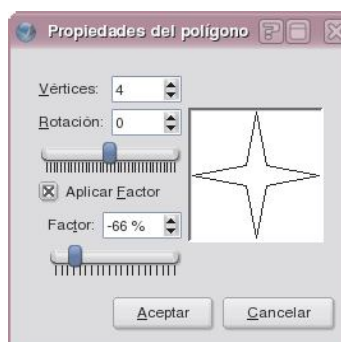 Propiedades del polígono
Vértices: 4
Rotación: 0
Aplicar Factor
Factor: -66 %
Aceptar
Cancelar